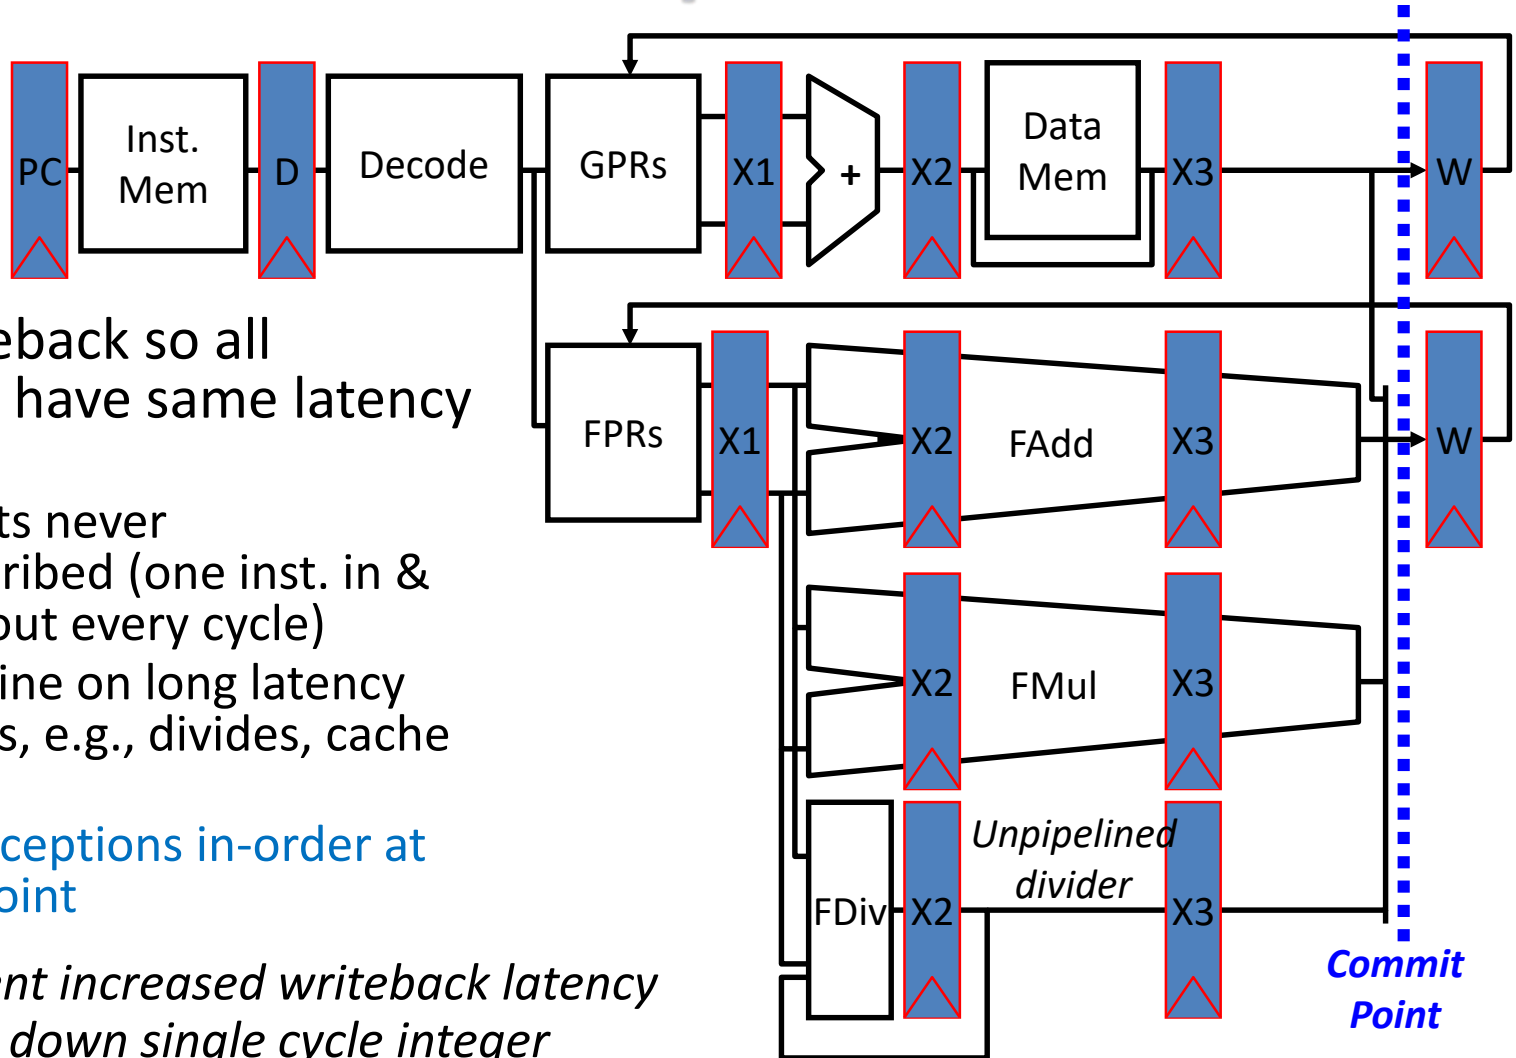 PC
Inst.
Mem
D
Decode
GPRs
X1
+
X2
Data
Mem
X3
W
eback so all
have same latency
FPRs
X1
X2
FAdd
X3
W
ts never
ribed (one inst. in &
out every cycle)
ine on long latency
s, e.g., divides, cache
X2
FMul
X3
ceptions in-order at
oint
FDiv
X2
Unpipelined
divider
X3
Commit
Point
ent increased writeback latency
down single cycle integer